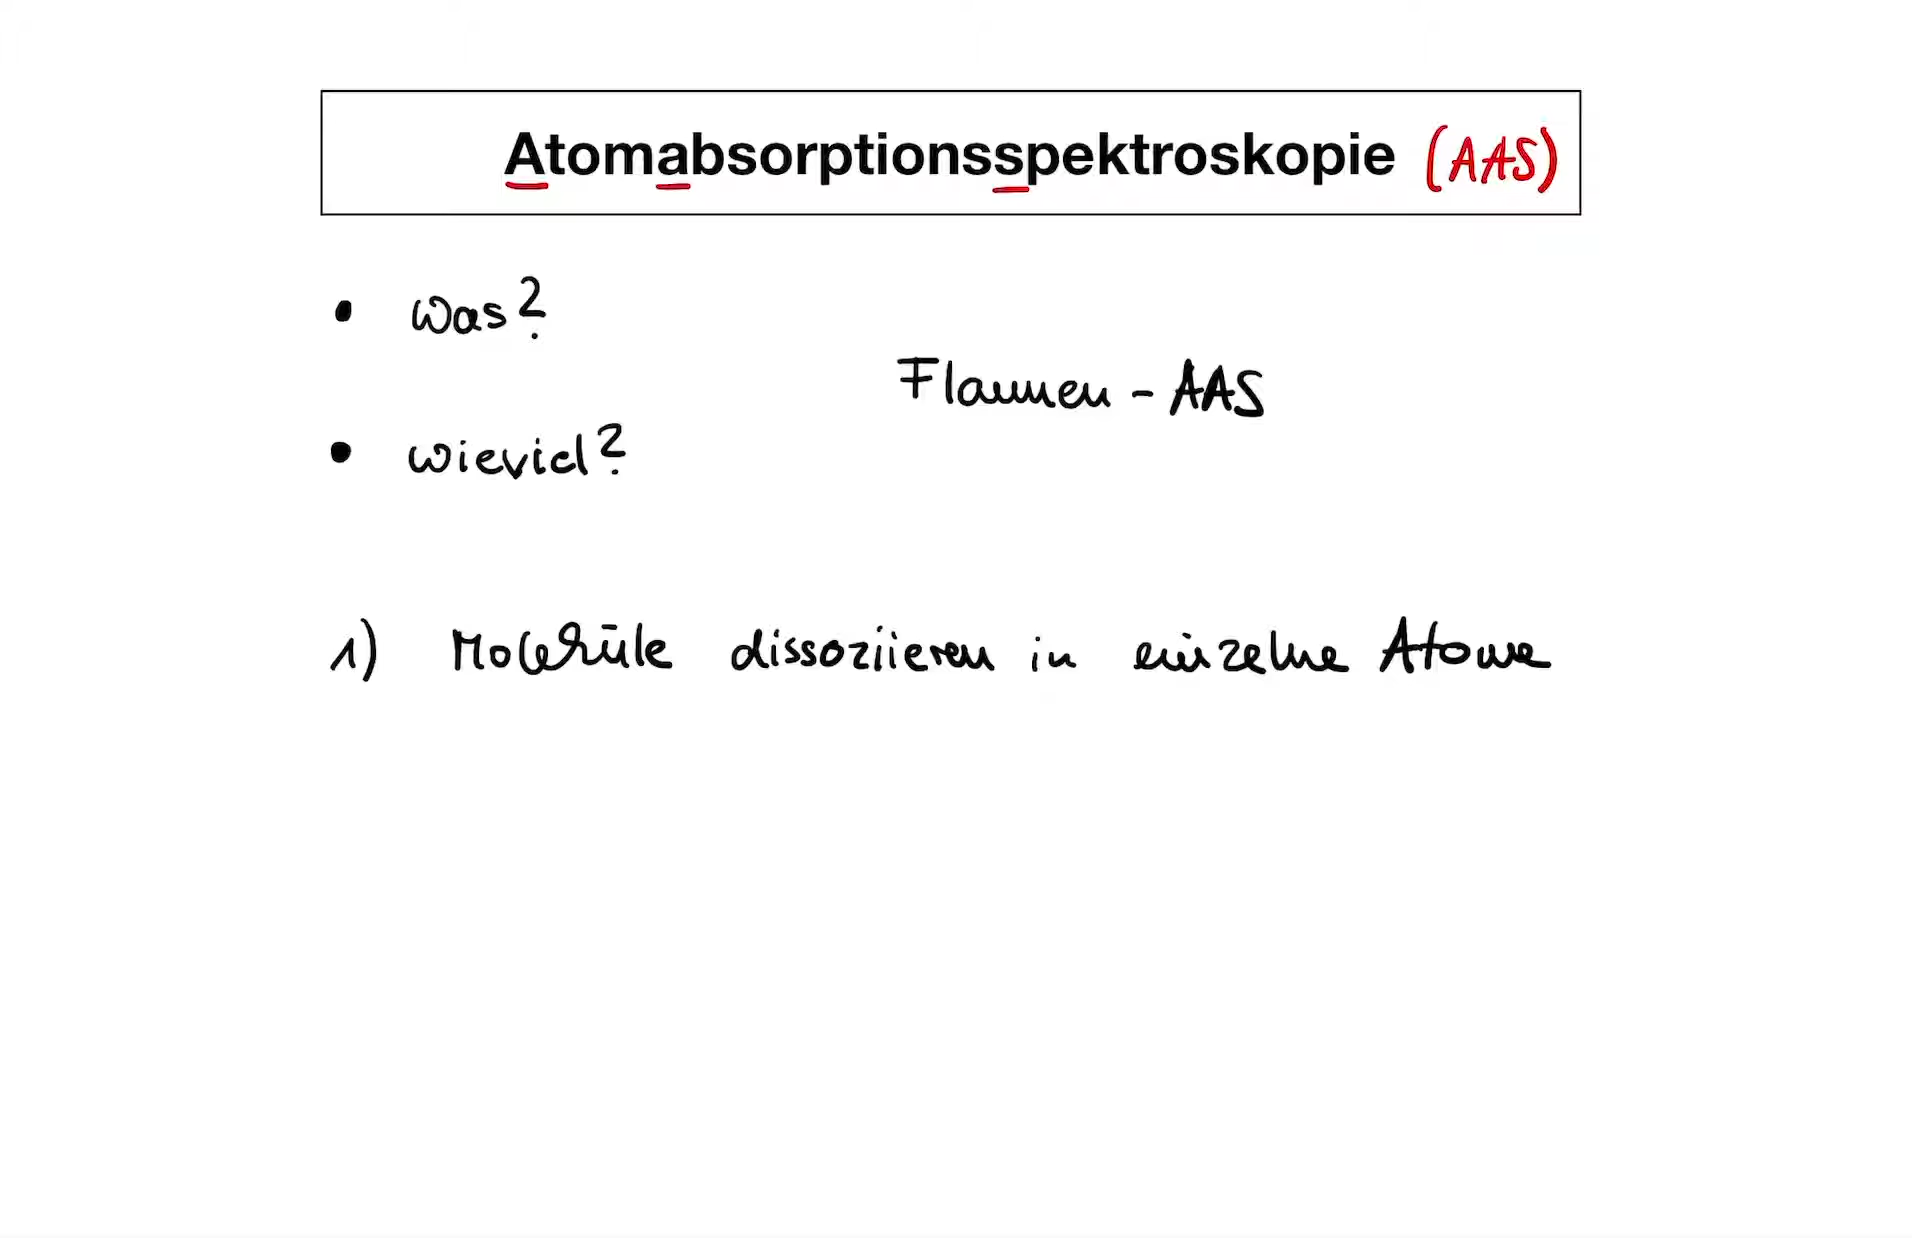 Atomabsorptionsspektroskopie (AAS)
• Was?
Flammen - AAS
• wieviel?
1) Moleküle dissoziieren in einzelne Atome